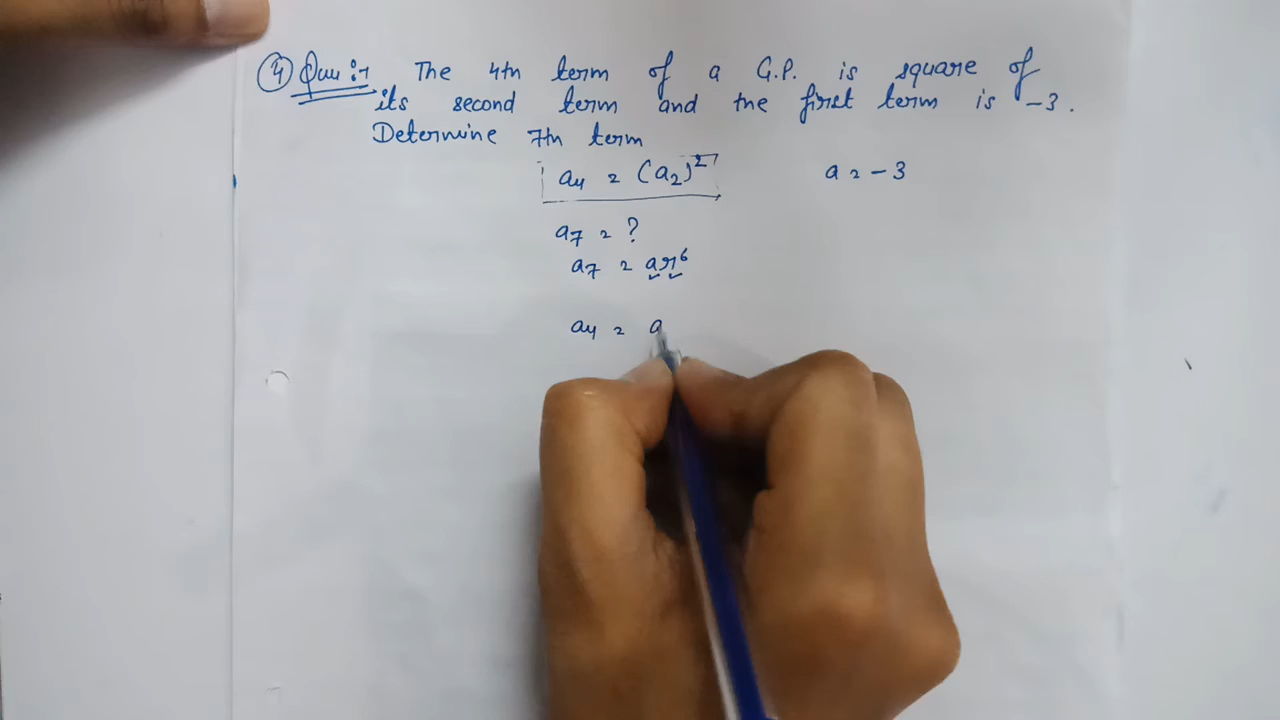 ④ Que :→ The 4th term of a G.P. is square of
its second term and the first term is -3.
Determine 7th term
a₄ = (a₂)² a = -3
a₇ = ?
a₇ = ar⁶
a₄ = a